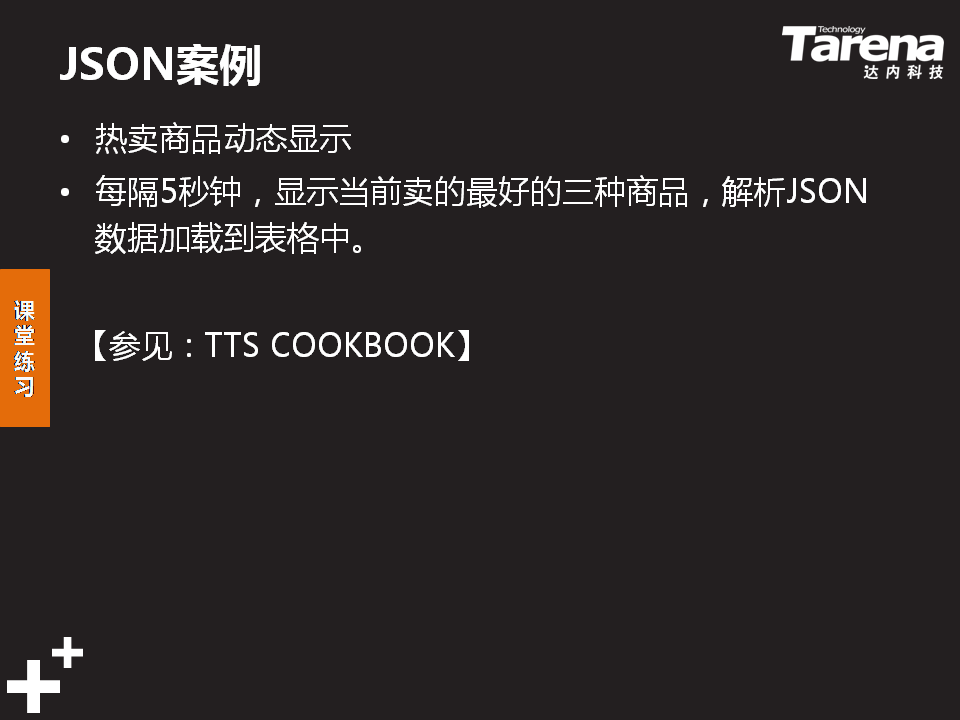 JSON案例
Technology
Tarena
达内科技
• 热卖商品动态显示
• 每隔5秒钟，显示当前卖的最好的三种商品，解析JSON
数据加载到表格中。
课堂练习
【参见：TTS COOKBOOK】